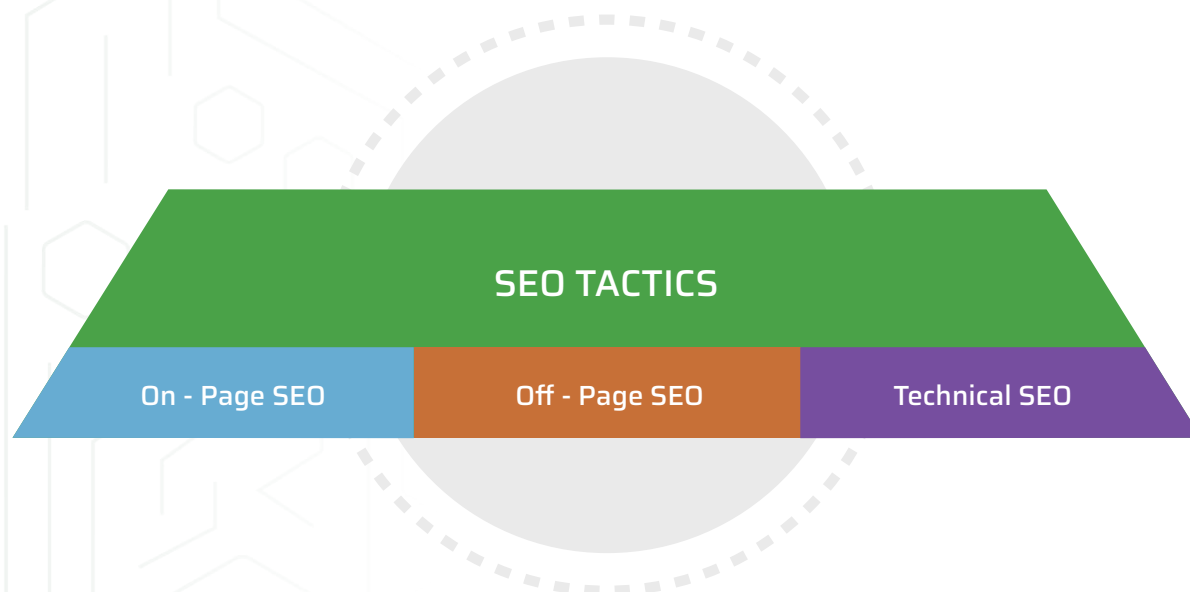 SEO TACTICS
On - Page SEO
Off - Page SEO
Technical SEO